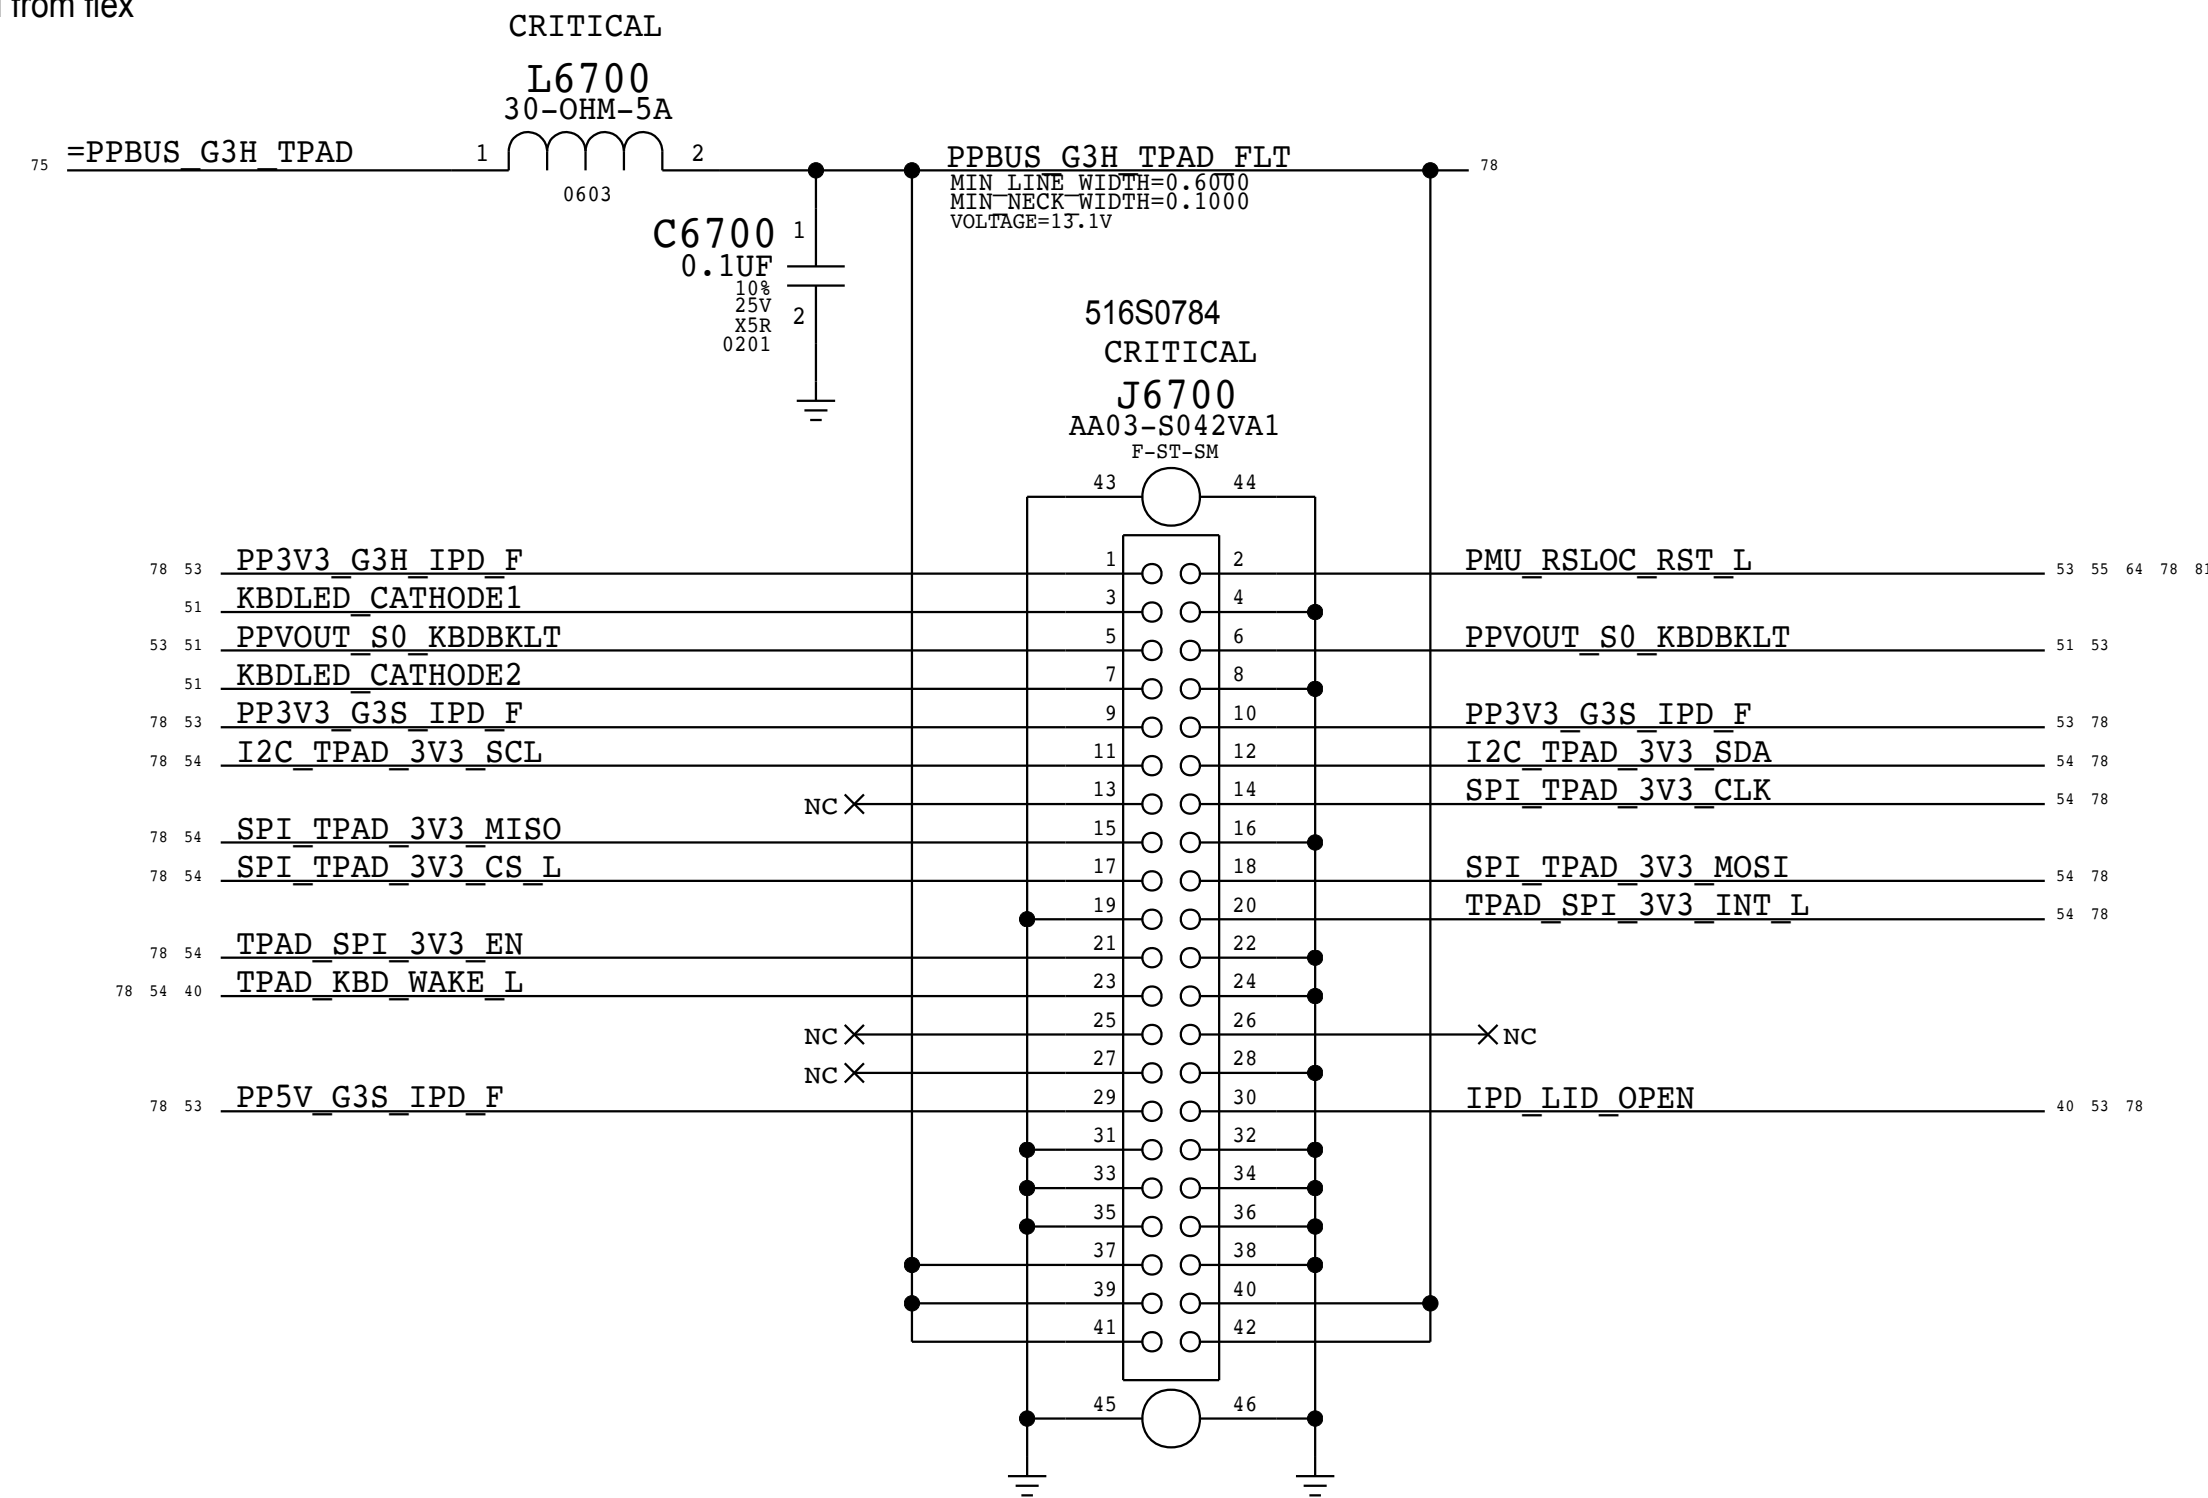 from flex
CRITICAL
L6700
30-OHM-5A
75 =PPBUS_G3H_TPAD 1 2 PPBUS_G3H_TPAD_FLT 78
0603
MIN_LINE_WIDTH=0.6000
MIN_NECK_WIDTH=0.1000
VOLTAGE=13.1V
C6700 1
0.1UF
10%
25V
X5R 2
0201
516S0784
CRITICAL
J6700
AA03-S042VA1
F-ST-SM
43 44
78 53 PP3V3_G3H_IPD_F 1 2 PMU_RSLOC_RST_L 53 55 64 78 81
51 KBDLED_CATHODE1 3 4
53 51 PPVOUT_S0_KBDBKLT 5 6 PPVOUT_S0_KBDBKLT 51 53
51 KBDLED_CATHODE2 7 8
78 53 PP3V3_G3S_IPD_F 9 10 PP3V3_G3S_IPD_F 53 78
78 54 I2C_TPAD_3V3_SCL 11 12 I2C_TPAD_3V3_SDA 54 78
NC 13 14 SPI_TPAD_3V3_CLK 54 78
78 54 SPI_TPAD_3V3_MISO 15 16
78 54 SPI_TPAD_3V3_CS_L 17 18 SPI_TPAD_3V3_MOSI 54 78
19 20 TPAD_SPI_3V3_INT_L 54 78
78 54 TPAD_SPI_3V3_EN 21 22
78 54 40 TPAD_KBD_WAKE_L 23 24
NC 25 26 NC
NC 27 28
78 53 PP5V_G3S_IPD_F 29 30 IPD_LID_OPEN 40 53 78
31 32
33 34
35 36
37 38
39 40
41 42
45 46